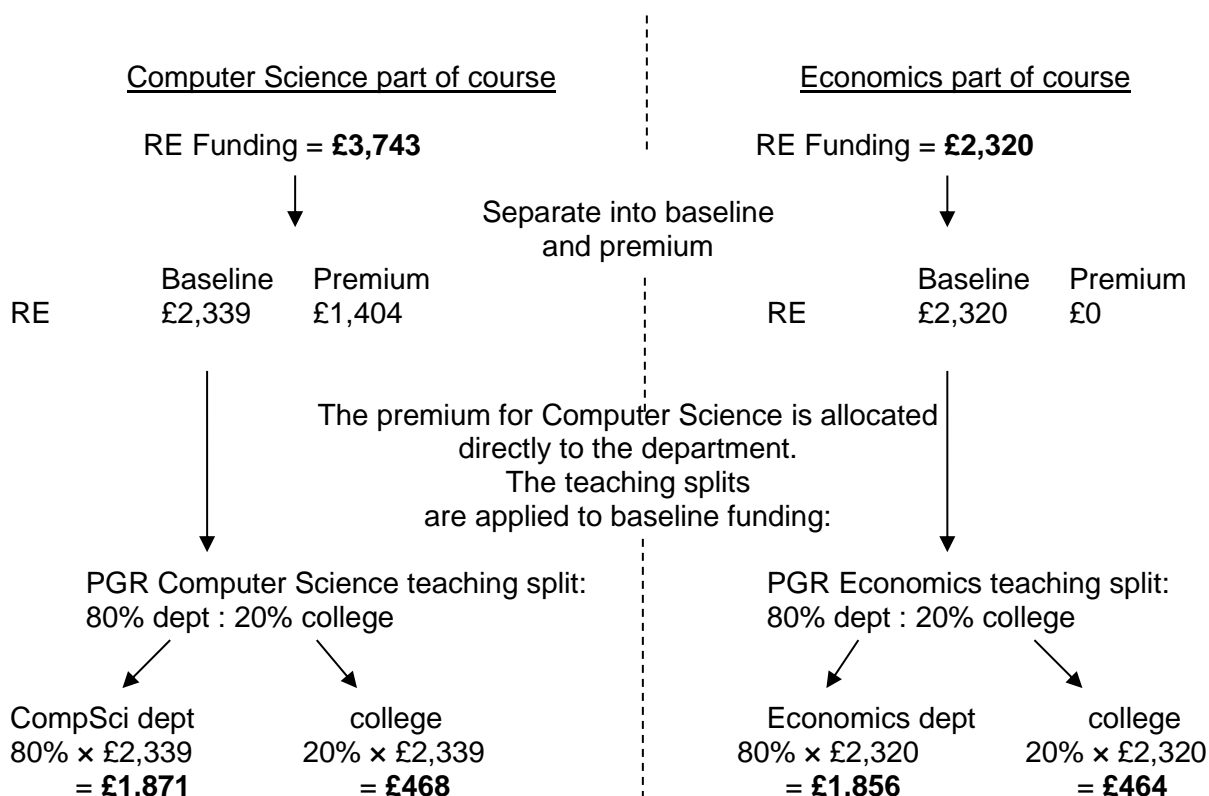 Computer Science part of course
Economics part of course
RE Funding = £3,743
RE Funding = £2,320
Separate into baseline
and premium
Baseline Premium
RE £2,339 £1,404
Baseline Premium
RE £2,320 £0
The premium for Computer Science is allocated
directly to the department.
The teaching splits
are applied to baseline funding:
PGR Computer Science teaching split:
80% dept : 20% college
PGR Economics teaching split:
80% dept : 20% college
CompSci dept
80% × £2,339
= £1,871
college
20% × £2,339
= £468
Economics dept
80% × £2,320
= £1,856
college
20% × £2,320
= £464